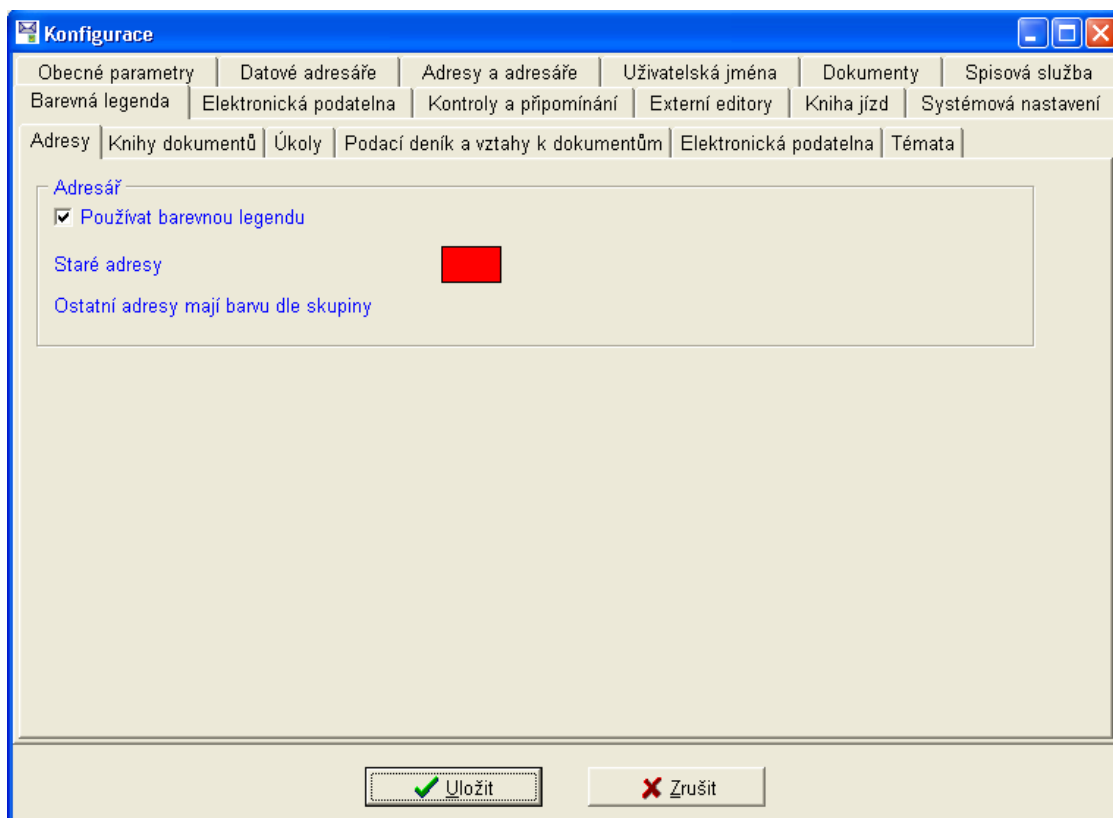 Konfigurace
Obecné parametry Datové adresáře Adresy a adresáře Uživatelská jména Dokumenty Spisová služba
Barevná legenda Elektronická podatelna Kontroly a připomínání Externí editory Kniha jízd Systémová nastavení
Adresy Knihy dokumentů Úkoly Podací deník a vztahy k dokumentům Elektronická podatelna Témata
Adresář
Používat barevnou legendu
Staré adresy
Ostatní adresy mají barvu dle skupiny
Uložit Zrušit